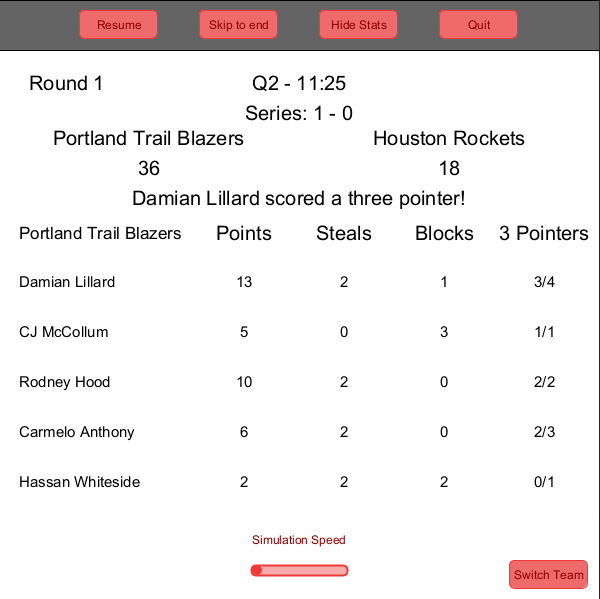 Resume Skip to end Hide Stats Quit
Round 1 Q2 - 11:25
Series: 1 - 0
Portland Trail Blazers Houston Rockets
36 18
Damian Lillard scored a three pointer!
Portland Trail Blazers Points Steals Blocks 3 Pointers
Damian Lillard 13 2 1 3/4
CJ McCollum 5 0 3 1/1
Rodney Hood 10 2 0 2/2
Carmelo Anthony 6 2 0 2/3
Hassan Whiteside 2 2 2 0/1
Simulation Speed
Switch Team